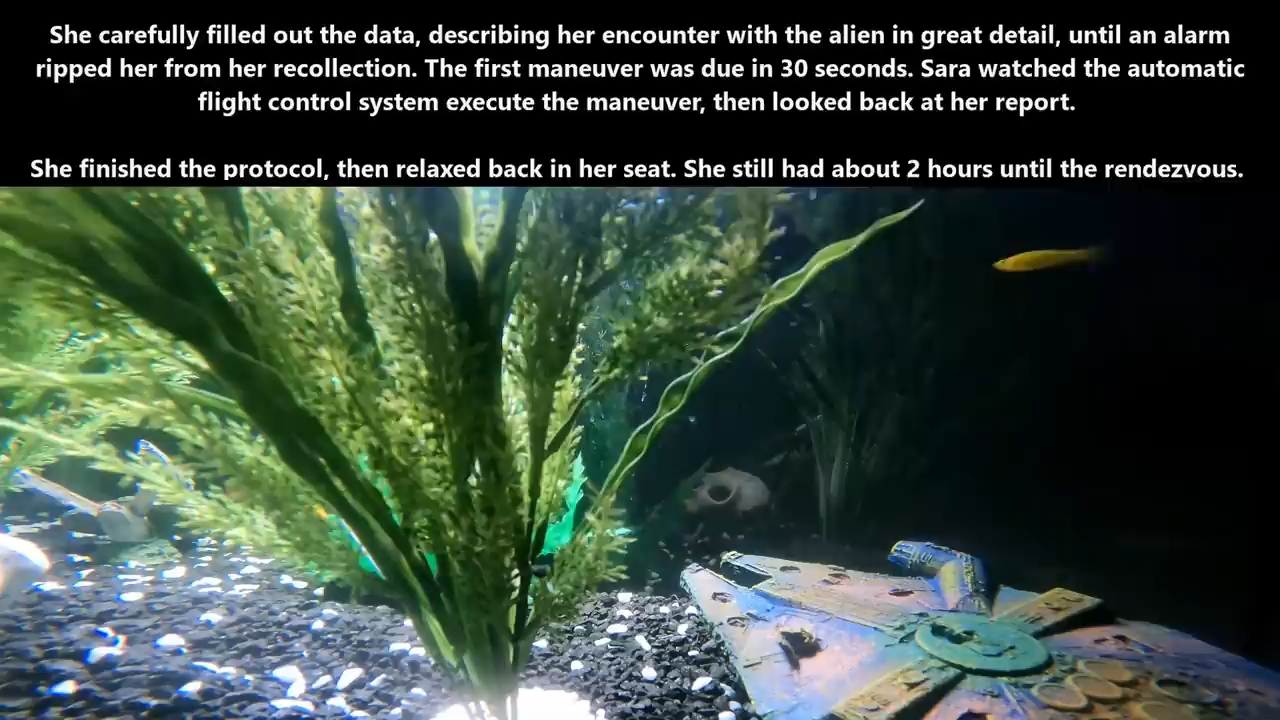 She carefully filled out the data, describing her encounter with the alien in great detail, until an alarm
ripped her from her recollection. The first maneuver was due in 30 seconds. Sara watched the automatic
flight control system execute the maneuver, then looked back at her report.
She finished the protocol, then relaxed back in her seat. She still had about 2 hours until the rendezvous.